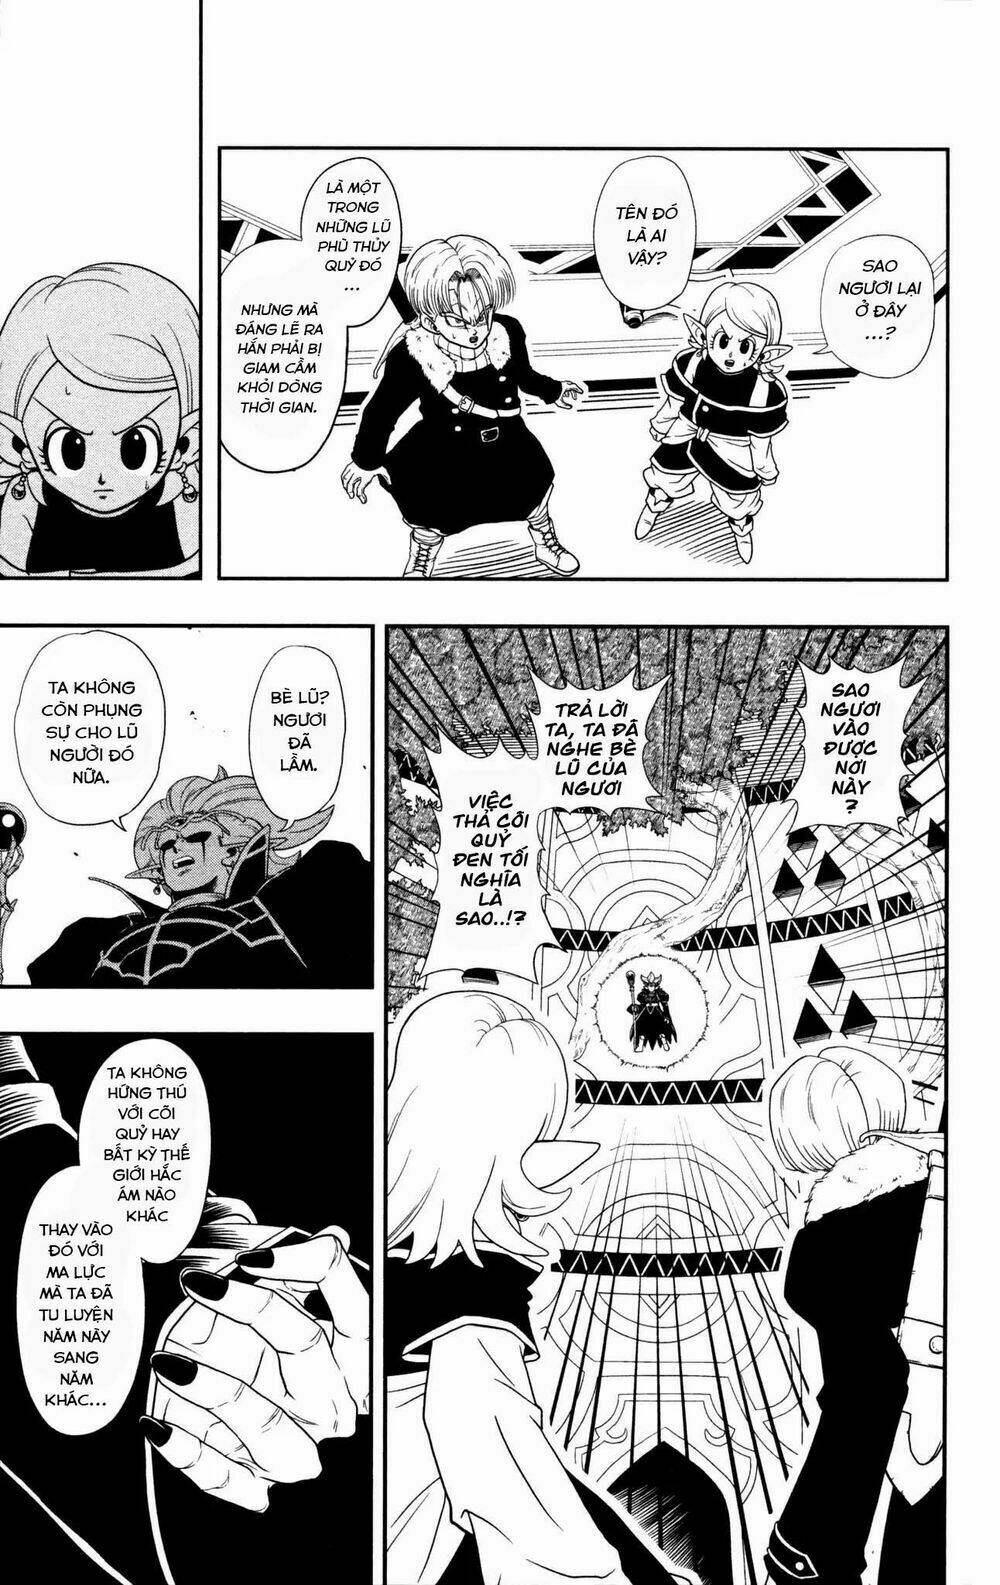 SAO
NGƯƠI LẠI
Ở ĐÂY
...?
TÊN ĐÓ
LÀ AI
VẬY?
LÀ MỘT
TRONG
NHỮNG LŨ
PHÙ THỦY
QUỶ ĐÓ
...
NHƯNG MÀ
ĐÁNG LẼ RA
HẮN PHẢI BỊ
GIAM CẦM
KHỎI DÒNG
THỜI GIAN.
SAO
NGƯƠI
VÀO
ĐƯỢC
NƠI
NÀY
?
TRẢ LỜI
TA, TA ĐÃ
NGHE BÈ
LŨ CỦA
NGƯƠI
VIỆC
THẢ CÕI
QUỶ
ĐEN TỐI
NGHĨA
LÀ
SAO..!?
BÈ LŨ?
NGƯƠI
ĐÃ
LẦM.
TA KHÔNG
CÒN PHỤNG
SỰ CHO LŨ
NGƯỜI ĐÓ
NỮA.
TA KHÔNG
HỨNG THÚ
VỚI CÕI
QUỶ HAY
BẤT KỲ THẾ
GIỚI HẮC
ÁM NÀO
KHÁC
THAY VÀO
ĐÓ VỚI
MA LỰC
MÀ TA ĐÃ
TU LUYỆN
NĂM NÀY
SANG
NĂM
KHÁC...